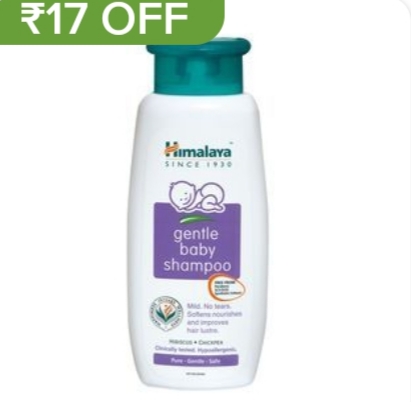 ₹17 OFF
Himalaya
SINCE 1930
gentle
baby
shampoo
Mild. No tears.
Softens nourishes
and improves
hair lustre.
HIBISCUS • CHICKPEA
Clinically tested. Hypoallergenic.
Pure - Gentle - Safe